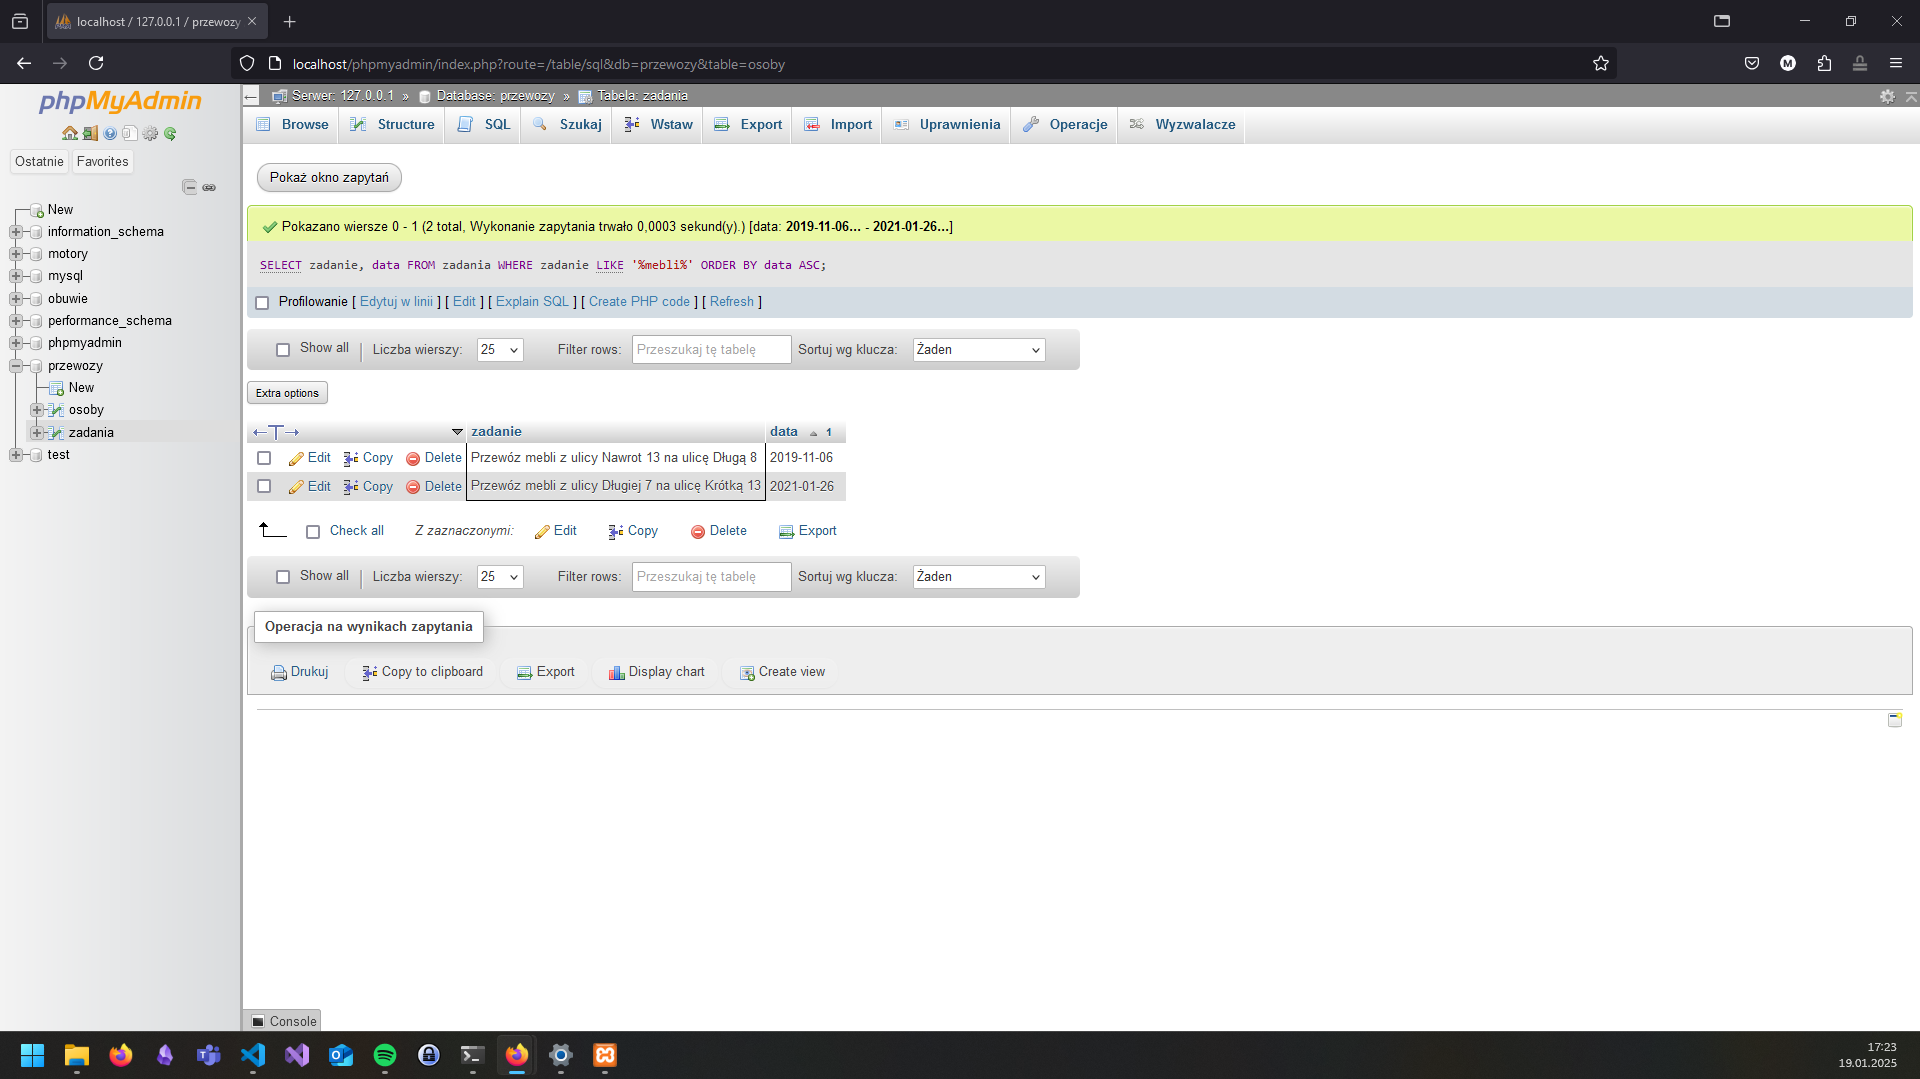 localhost / 127.0.0.1 / przewozy
localhost/phpmyadmin/index.php?route=/table/sql&db=przewozy&table=osoby
phpMyAdmin
Ostatnie Favorites
New
information_schema
motory
mysql
obuwie
performance_schema
phpmyadmin
przewozy
New
osoby
zadania
test
Serwer: 127.0.0.1 » Database: przewozy » Tabela: zadania
Browse Structure SQL Szukaj Wstaw Export Import Uprawnienia Operacje Wyzwalacze
Pokaż okno zapytań
Pokazano wiersze 0 - 1 (2 total, Wykonanie zapytania trwało 0,0003 sekund(y).) [data: 2019-11-06... - 2021-01-26...]
SELECT zadanie, data FROM zadania WHERE zadanie LIKE '%mebli%' ORDER BY data ASC;
Profilowanie [ Edytuj w linii ] [ Edit ] [ Explain SQL ] [ Create PHP code ] [ Refresh ]
Show all Liczba wierszy: 25 Filter rows: Przeszukaj tę tabelę Sortuj wg klucza: Żaden
Extra options
zadanie data 1
Edit Copy Delete Przewóz mebli z ulicy Nawrot 13 na ulicę Długą 8 2019-11-06
Edit Copy Delete Przewóz mebli z ulicy Długiej 7 na ulicę Krótką 13 2021-01-26
Check all Z zaznaczonymi: Edit Copy Delete Export
Show all Liczba wierszy: 25 Filter rows: Przeszukaj tę tabelę Sortuj wg klucza: Żaden
Operacja na wynikach zapytania
Drukuj Copy to clipboard Export Display chart Create view
Console
17:23
19.01.2025